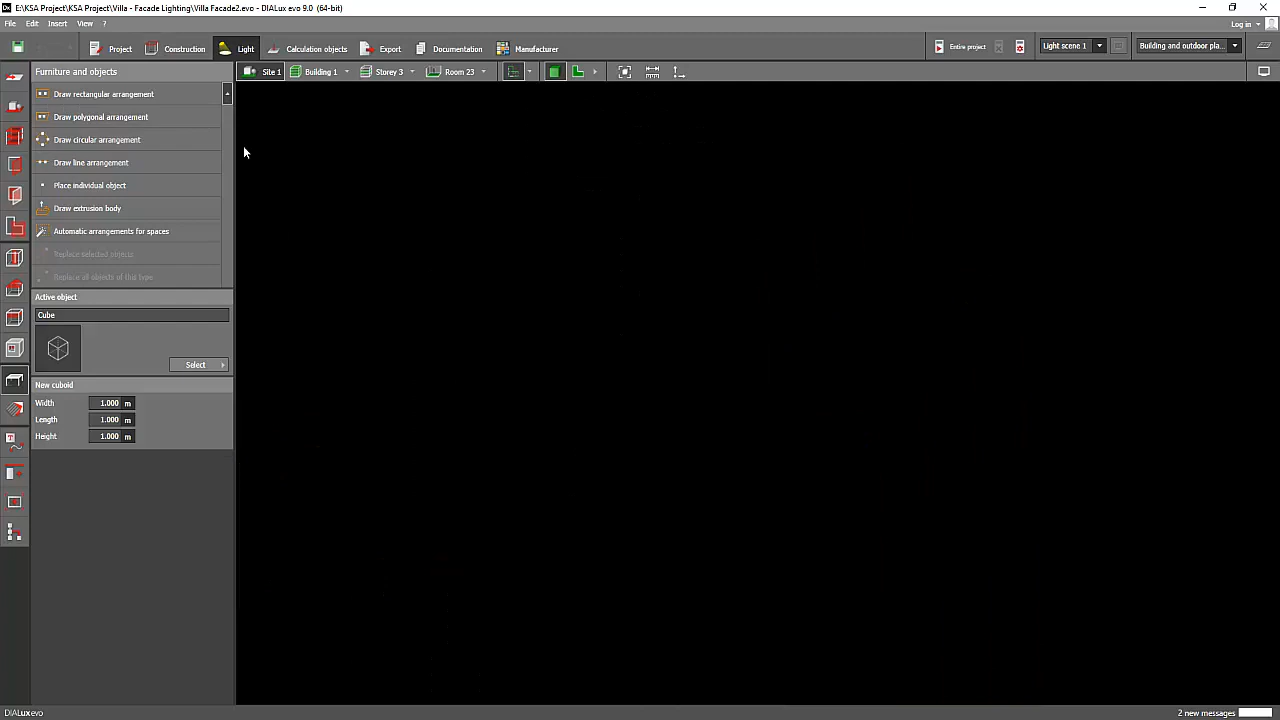 E:\KSA Project\KSA Project\Villa - Facade Lighting\Villa Facade2.evo - DIALux evo 9.0 (64-bit)
File Edit Insert View ?
Log in
Project Construction Light Calculation objects Export Documentation Manufacturer
Entire project
Light scene 1
Building and outdoor pla...
Furniture and objects
Site 1 Building 1 Storey 3 Room 23
Draw rectangular arrangement
Draw polygonal arrangement
Draw circular arrangement
Draw line arrangement
Place individual object
Draw extrusion body
Automatic arrangements for spaces
Replace selected objects
Replace all objects of this type
Active object
Cube
Select
New cuboid
Width 1.000 m
Length 1.000 m
Height 1.000 m
DIALux evo
2 new messages